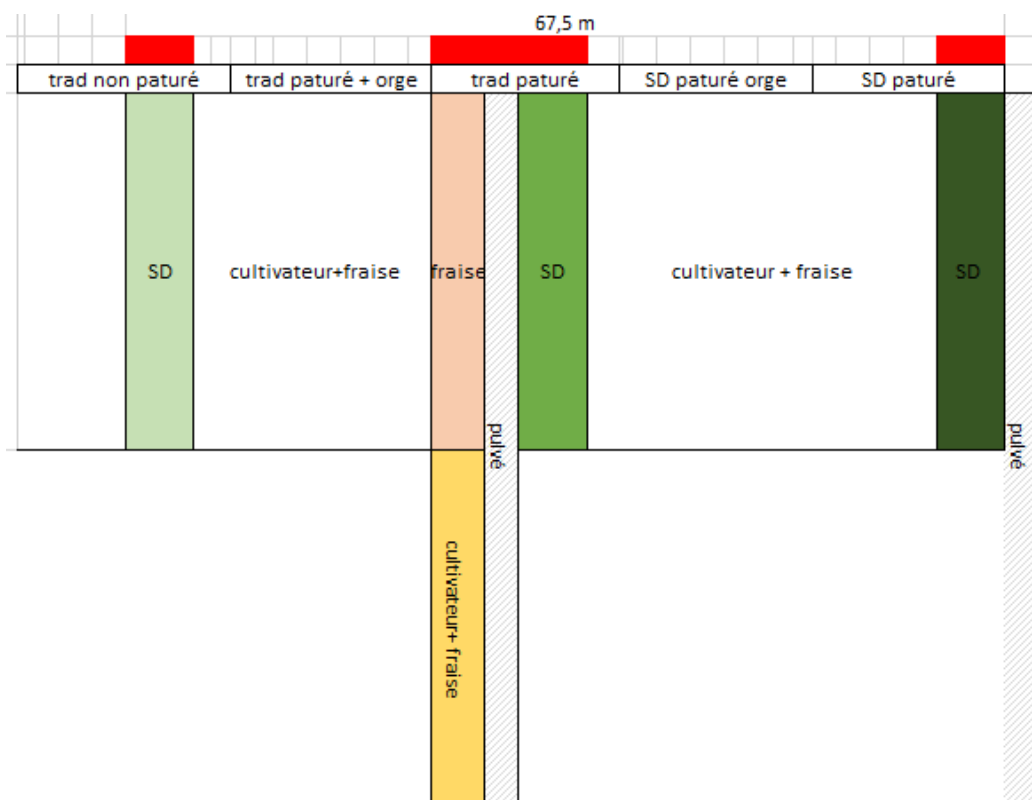 67,5 m
trad non paturé
trad paturé + orge
trad paturé
SD paturé orge
SD paturé
SD
cultivateur+fraise
fraise
SD
cultivateur + fraise
SD
pulvé
pulvé
cultivateur+ fraise